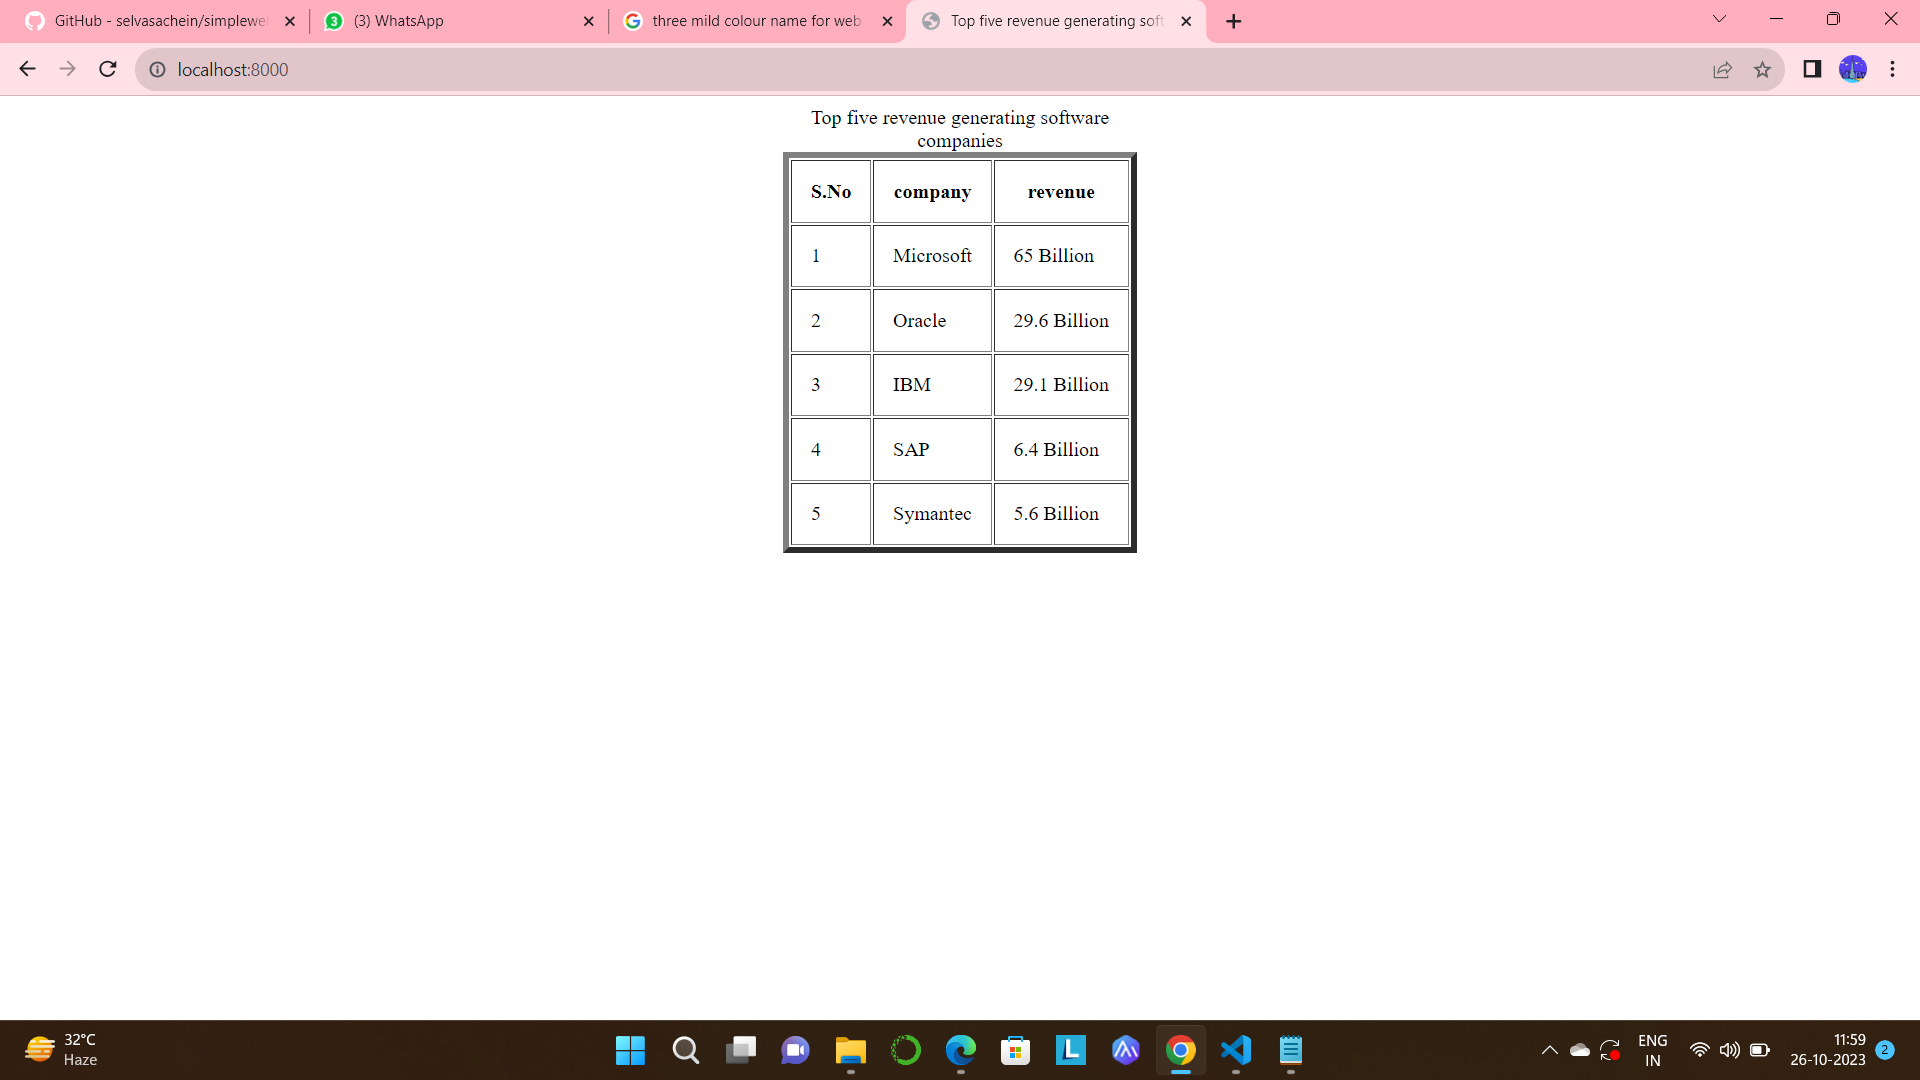 GitHub - selvasachein/simplewe
3 (3) WhatsApp
three mild colour name for web
Top five revenue generating soft
localhost:8000
Top five revenue generating software
companies
S.No company revenue
1 Microsoft 65 Billion
2 Oracle 29.6 Billion
3 IBM 29.1 Billion
4 SAP 6.4 Billion
5 Symantec 5.6 Billion
32°C
Haze
L
ENG
IN
11:59
26-10-2023
2